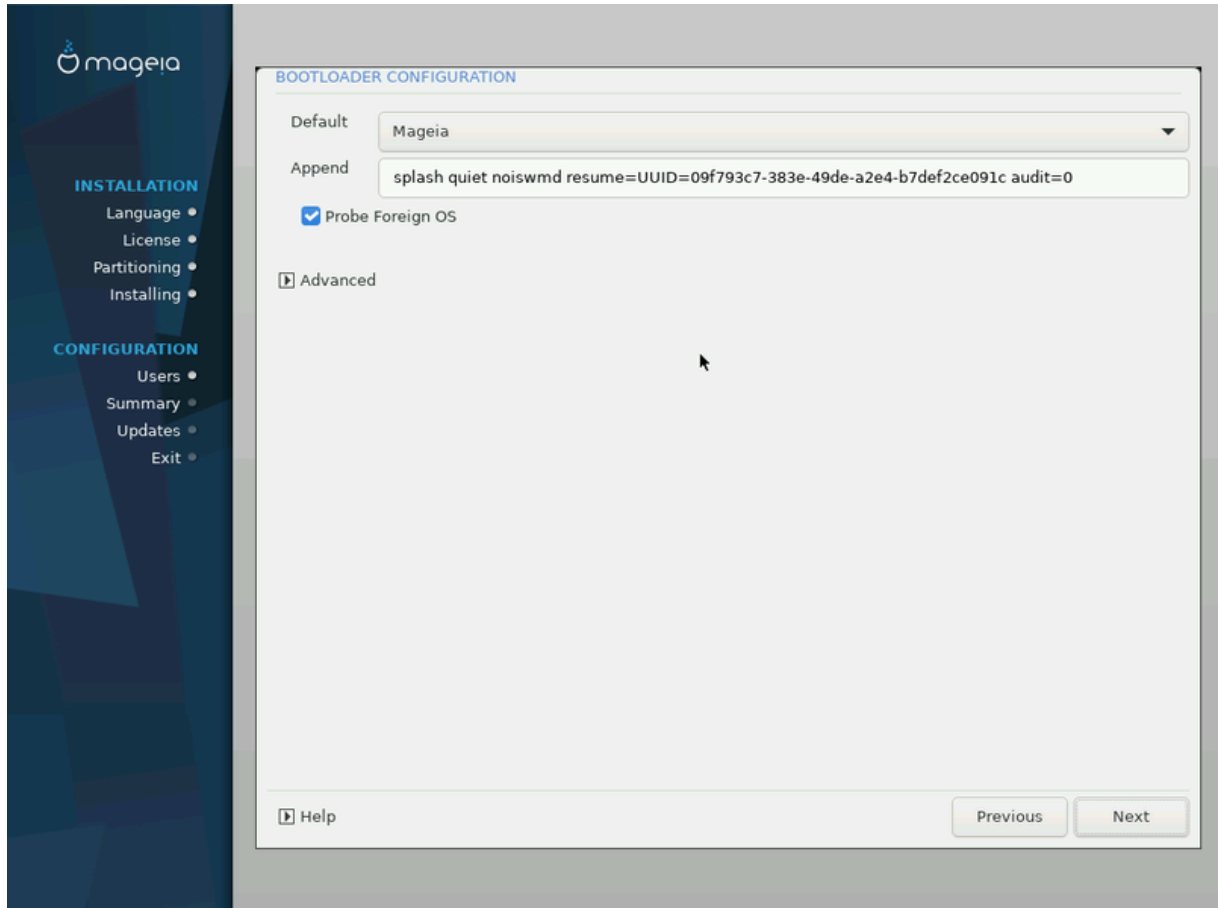 mageia
INSTALLATION
Language
License
Partitioning
Installing
CONFIGURATION
Users
Summary
Updates
Exit
BOOTLOADER CONFIGURATION
Default
Mageia
Append
splash quiet noiswmd resume=UUID=09f793c7-383e-49de-a2e4-b7def2ce091c audit=0
Probe Foreign OS
Advanced
Help
Previous
Next